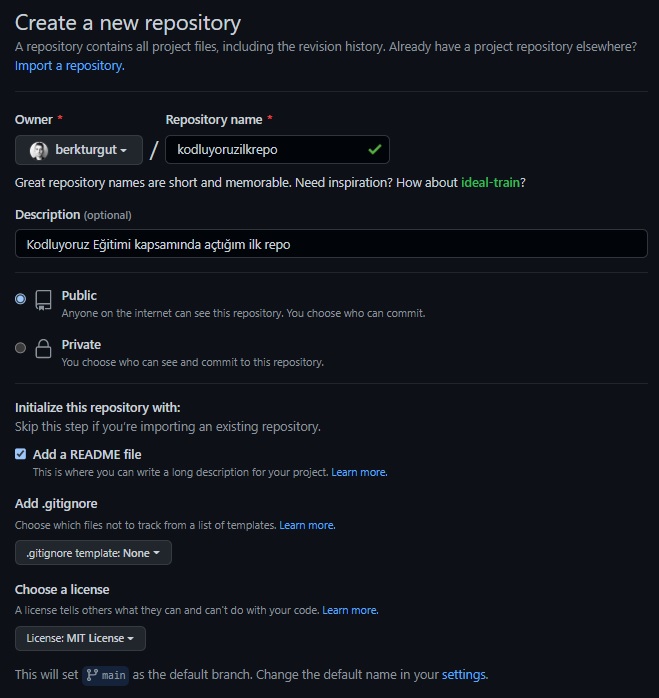 Create a new repository
A repository contains all project files, including the revision history. Already have a project repository elsewhere?
Import a repository.
Owner *
Repository name *
berkturgut / kodluyoruzilkrepo
Great repository names are short and memorable. Need inspiration? How about ideal-train?
Description (optional)
Kodluyoruz Eğitimi kapsamında açtığım ilk repo
Public
Anyone on the internet can see this repository. You choose who can commit.
Private
You choose who can see and commit to this repository.
Initialize this repository with:
Skip this step if you're importing an existing repository.
Add a README file
This is where you can write a long description for your project. Learn more.
Add .gitignore
Choose which files not to track from a list of templates. Learn more.
.gitignore template: None
Choose a license
A license tells others what they can and can't do with your code. Learn more.
License: MIT License
This will set main as the default branch. Change the default name in your settings.